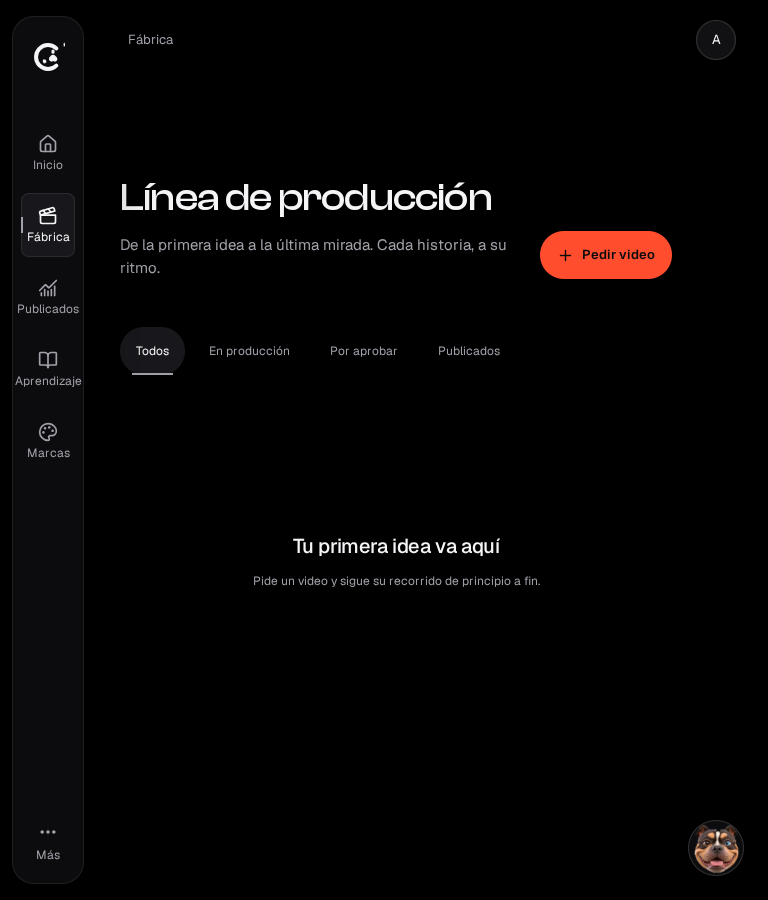 Fábrica
A
Inicio
Fábrica
Publicados
Aprendizaje
Marcas
Más
Línea de producción
De la primera idea a la última mirada. Cada historia, a su
ritmo.
Pedir video
Todos
En producción
Por aprobar
Publicados
Tu primera idea va aquí
Pide un video y sigue su recorrido de principio a fin.